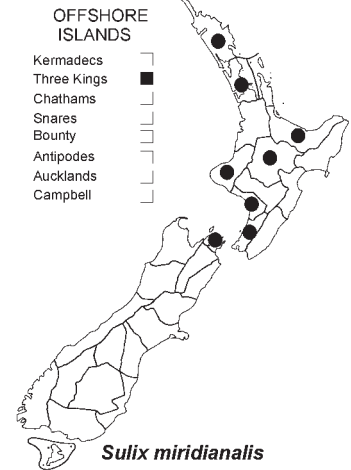 OFFSHORE
ISLANDS
Kermadecs
Three Kings
Chathams
Snares
Bounty
Antipodes
Aucklands
Campbell
Sulix miridianalis